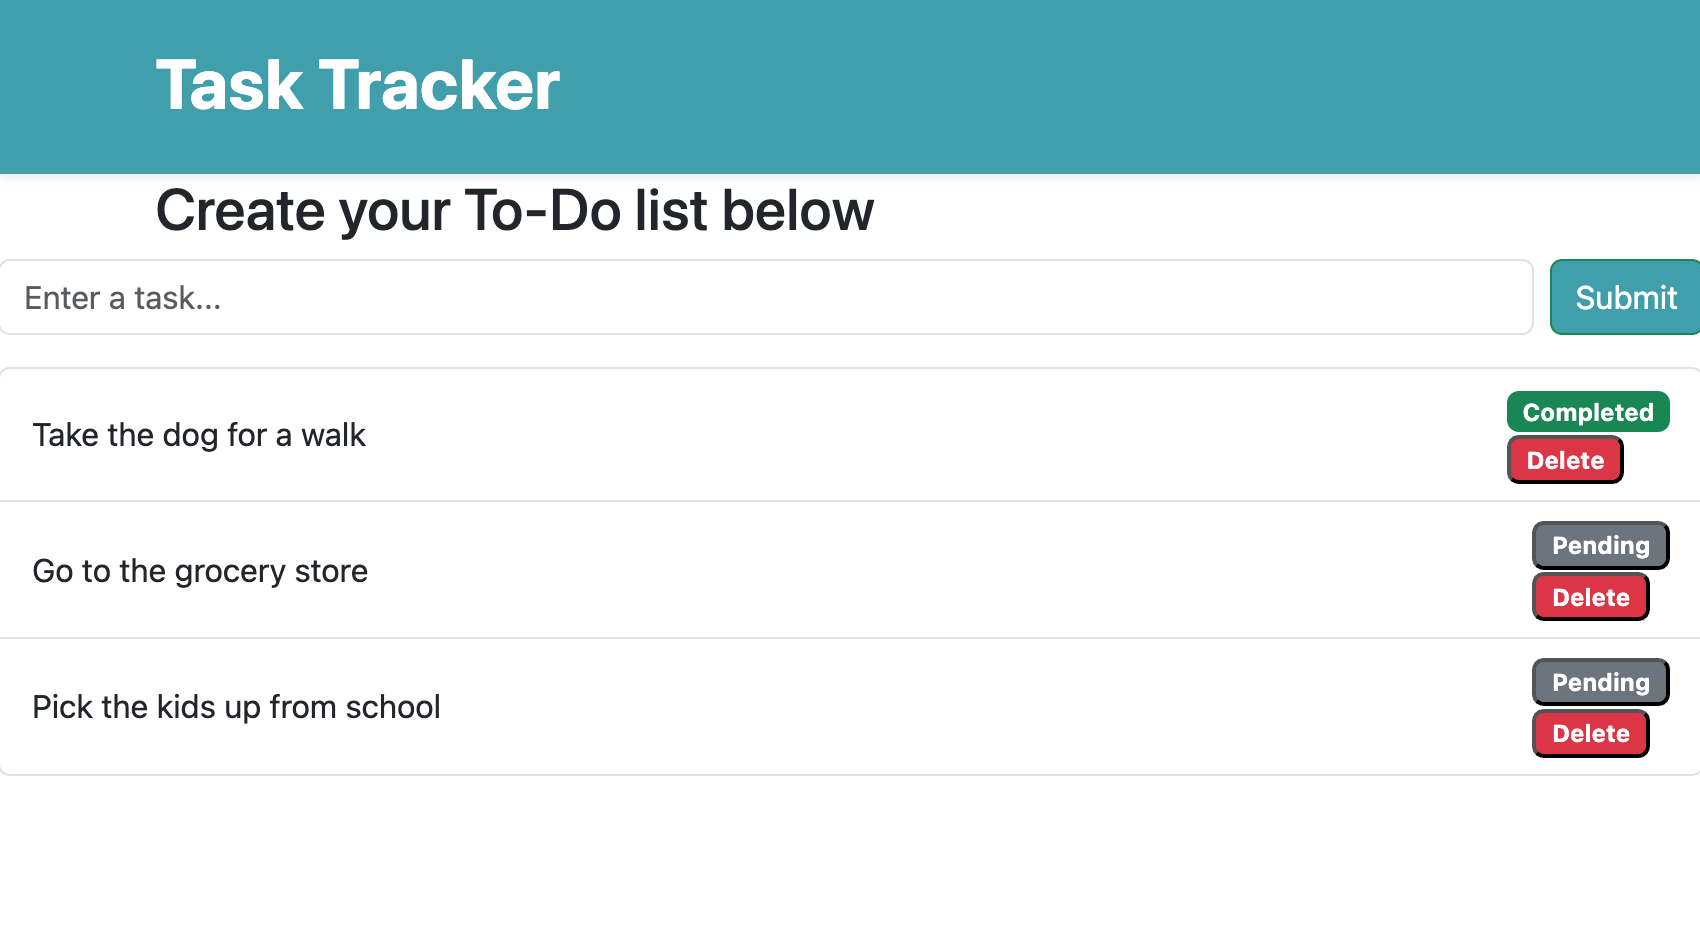 Task Tracker
Create your To-Do list below
Enter a task...
Submit
Take the dog for a walk
Completed
Delete
Go to the grocery store
Pending
Delete
Pick the kids up from school
Pending
Delete